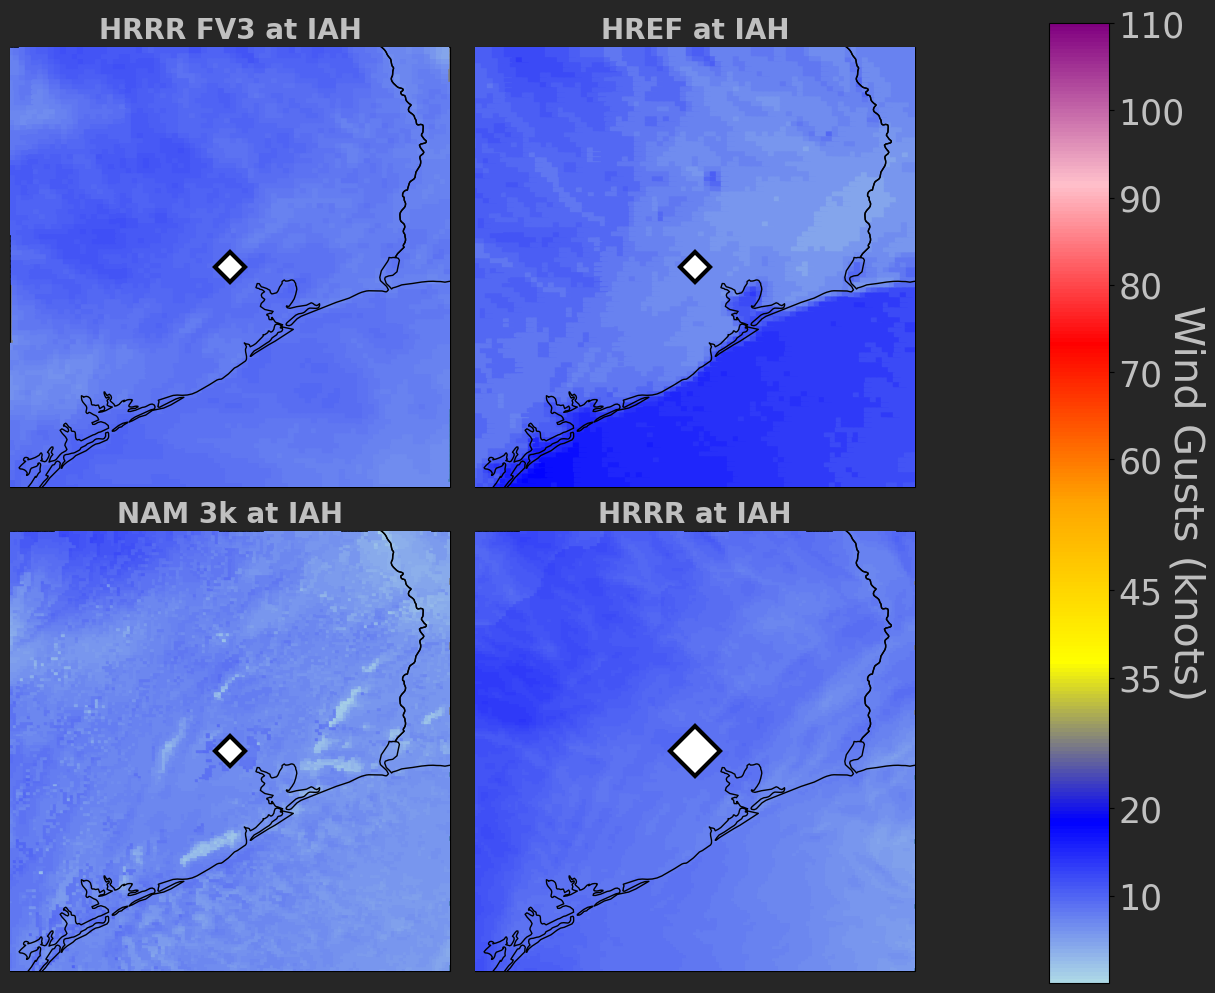 HRRR FV3 at IAH
HREF at IAH
NAM 3k at IAH
HRRR at IAH
110
100
90
80
70
60
45
35
20
10
Wind Gusts (knots)